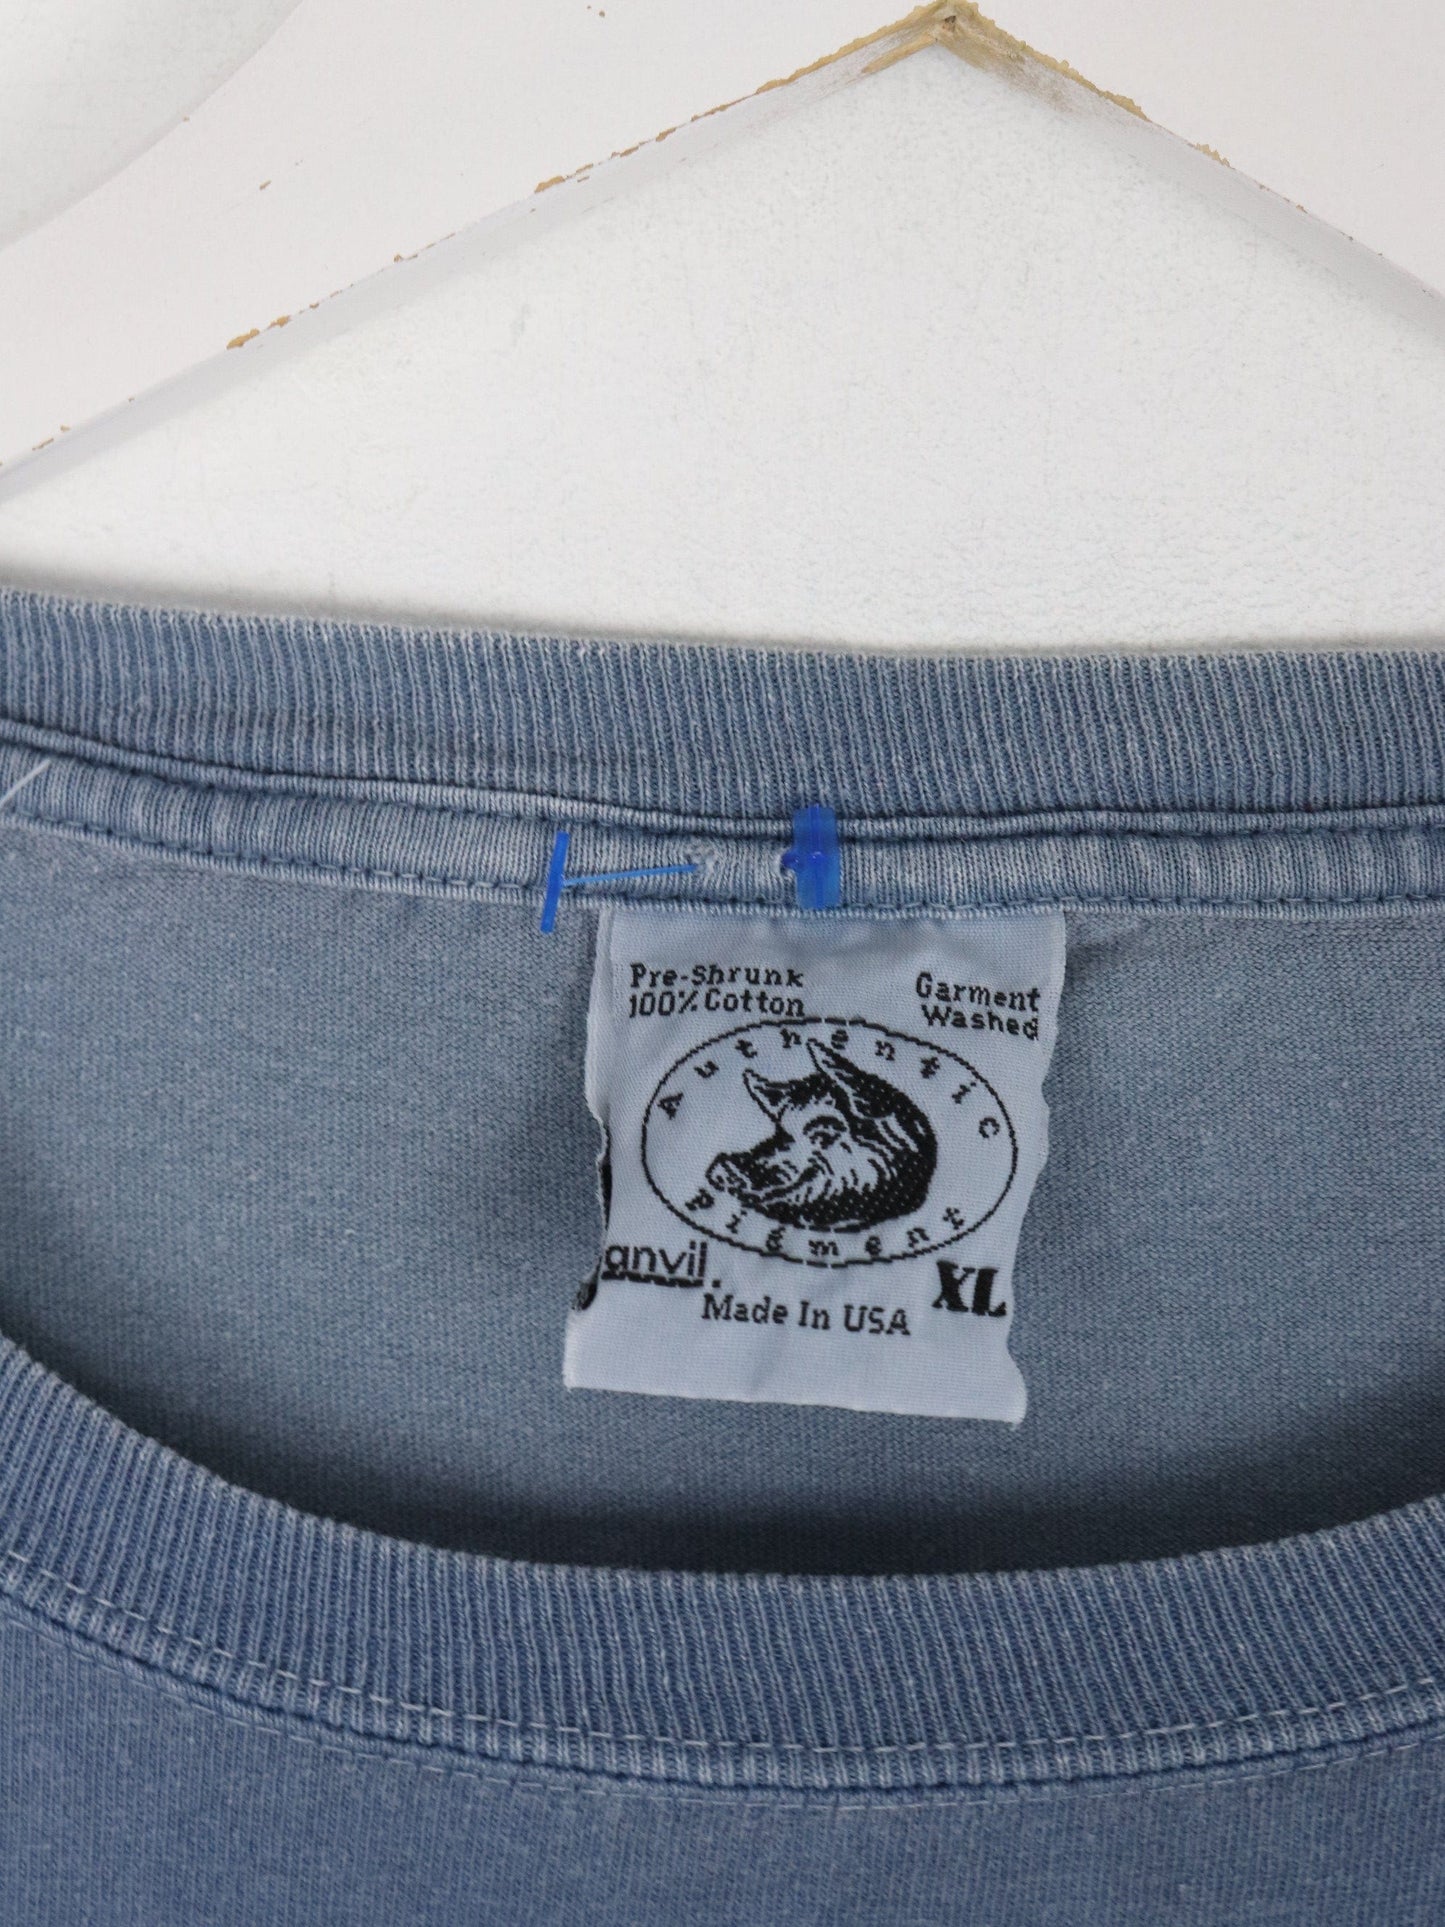 Pre-Shrunk
100% Cotton
Garment
Washed
Authentic
Pigment
anvil.
XL
Made In USA